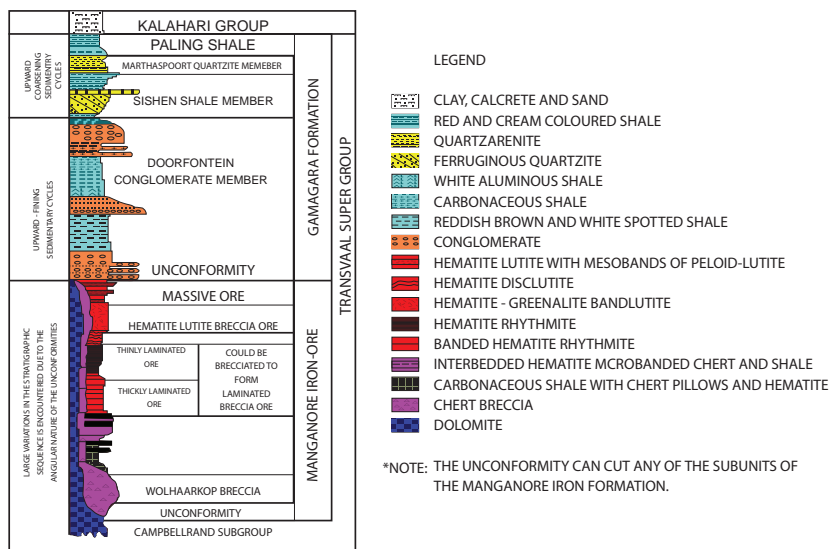 KALAHARI GROUP
PALING SHALE
MARTHASPOORT QUARTZITE MEMEBER
SISHEN SHALE MEMBER
DOORFONTEIN
CONGLOMERATE MEMBER
UNCONFORMITY
MASSIVE ORE
HEMATITE LUTITE BRECCIA ORE
THINLY LAMINATED
ORE
THICKLY LAMINATED
ORE
COULD BE
BRECCIATED TO
FORM
LAMINATED
BRECCIA ORE
WOLHAARKOP BRECCIA
UNCONFORMITY
CAMPBELLRAND SUBGROUP
UPWARD
COARSENING
SEDIMENTRY
CYCLES
UPWARD - FINING
SEDIMENTARY CYCLES
LARGE VARIATIONS IN THE STRATIGRAPHIC
SEQUENCE IS ENCOUNTERED DUE TO THE
ANGULAR NATURE OF THE UNCONFORMITIES
GAMAGARA FORMATION
MANGANORE IRON-ORE
TRANSVAAL SUPER GROUP
LEGEND
CLAY, CALCRETE AND SAND
RED AND CREAM COLOURED SHALE
QUARTZARENITE
FERRUGINOUS QUARTZITE
WHITE ALUMINOUS SHALE
CARBONACEOUS SHALE
REDDISH BROWN AND WHITE SPOTTED SHALE
CONGLOMERATE
HEMATITE LUTITE WITH MESOBANDS OF PELOID-LUTITE
HEMATITE DISCLUTITE
HEMATITE - GREENALITE BANDLUTITE
HEMATITE RHYTHMITE
BANDED HEMATITE RHYTHMITE
INTERBEDDED HEMATITE MCROBANDED CHERT AND SHALE
CARBONACEOUS SHALE WITH CHERT PILLOWS AND HEMATITE
CHERT BRECCIA
DOLOMITE
*NOTE: THE UNCONFORMITY CAN CUT ANY OF THE SUBUNITS OF
THE MANGANORE IRON FORMATION.